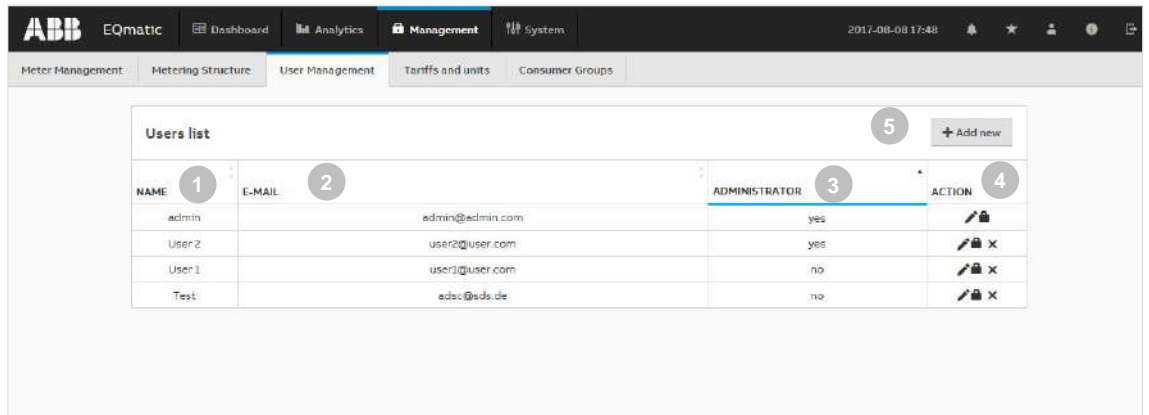 ABB EQmatic Dashboard Analytics Management System 2017-08-08 17:48
Meter Management Metering Structure User Management Tariffs and units Consumer Groups
Users list 5 + Add new
NAME 1 E-MAIL 2 ADMINISTRATOR 3 ACTION 4
admin admin@admin.com yes
User 2 user2@user.com yes
User 1 user1@user.com no
Test adsc@sds.de no